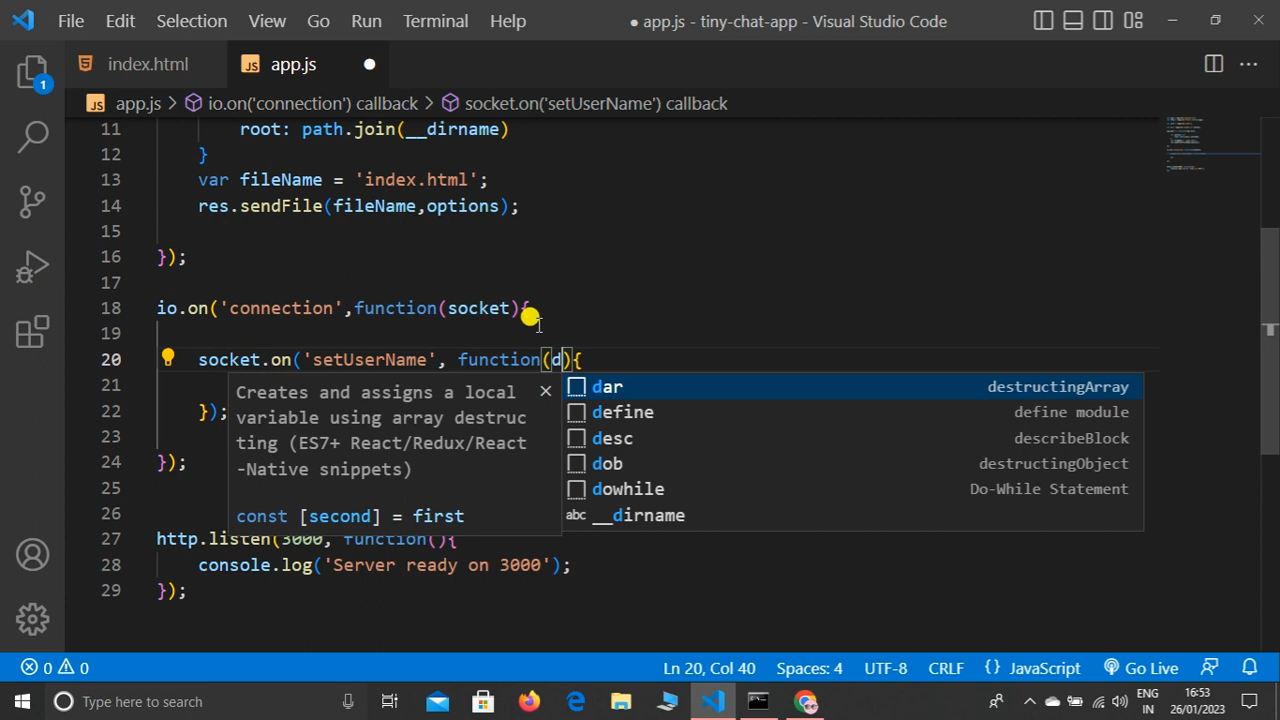 File Edit Selection View Go Run Terminal Help ● app.js - tiny-chat-app - Visual Studio Code
index.html JS app.js ●
JS app.js > io.on('connection') callback > socket.on('setUserName') callback
11 root: path.join(__dirname)
12 }
13 var fileName = 'index.html';
14 res.sendFile(fileName,options);
15
16 });
17
18 io.on('connection',function(socket){
19
20 socket.on('setUserName', function(d){
21
22 });
23
24 });
25
26
27 http.listen(3000, function(){
28 console.log('Server ready on 3000');
29 });
Creates and assigns a local
variable using array destruc
ting (ES7+ React/Redux/React
-Native snippets)
const [second] = first
dar destructingArray
define define module
desc describeBlock
dob destructingObject
dowhile Do-While Statement
abc __dirname
1
0 0 Ln 20, Col 40 Spaces: 4 UTF-8 CRLF {} JavaScript Go Live
Type here to search ENG 16:53
IN 26/01/2023